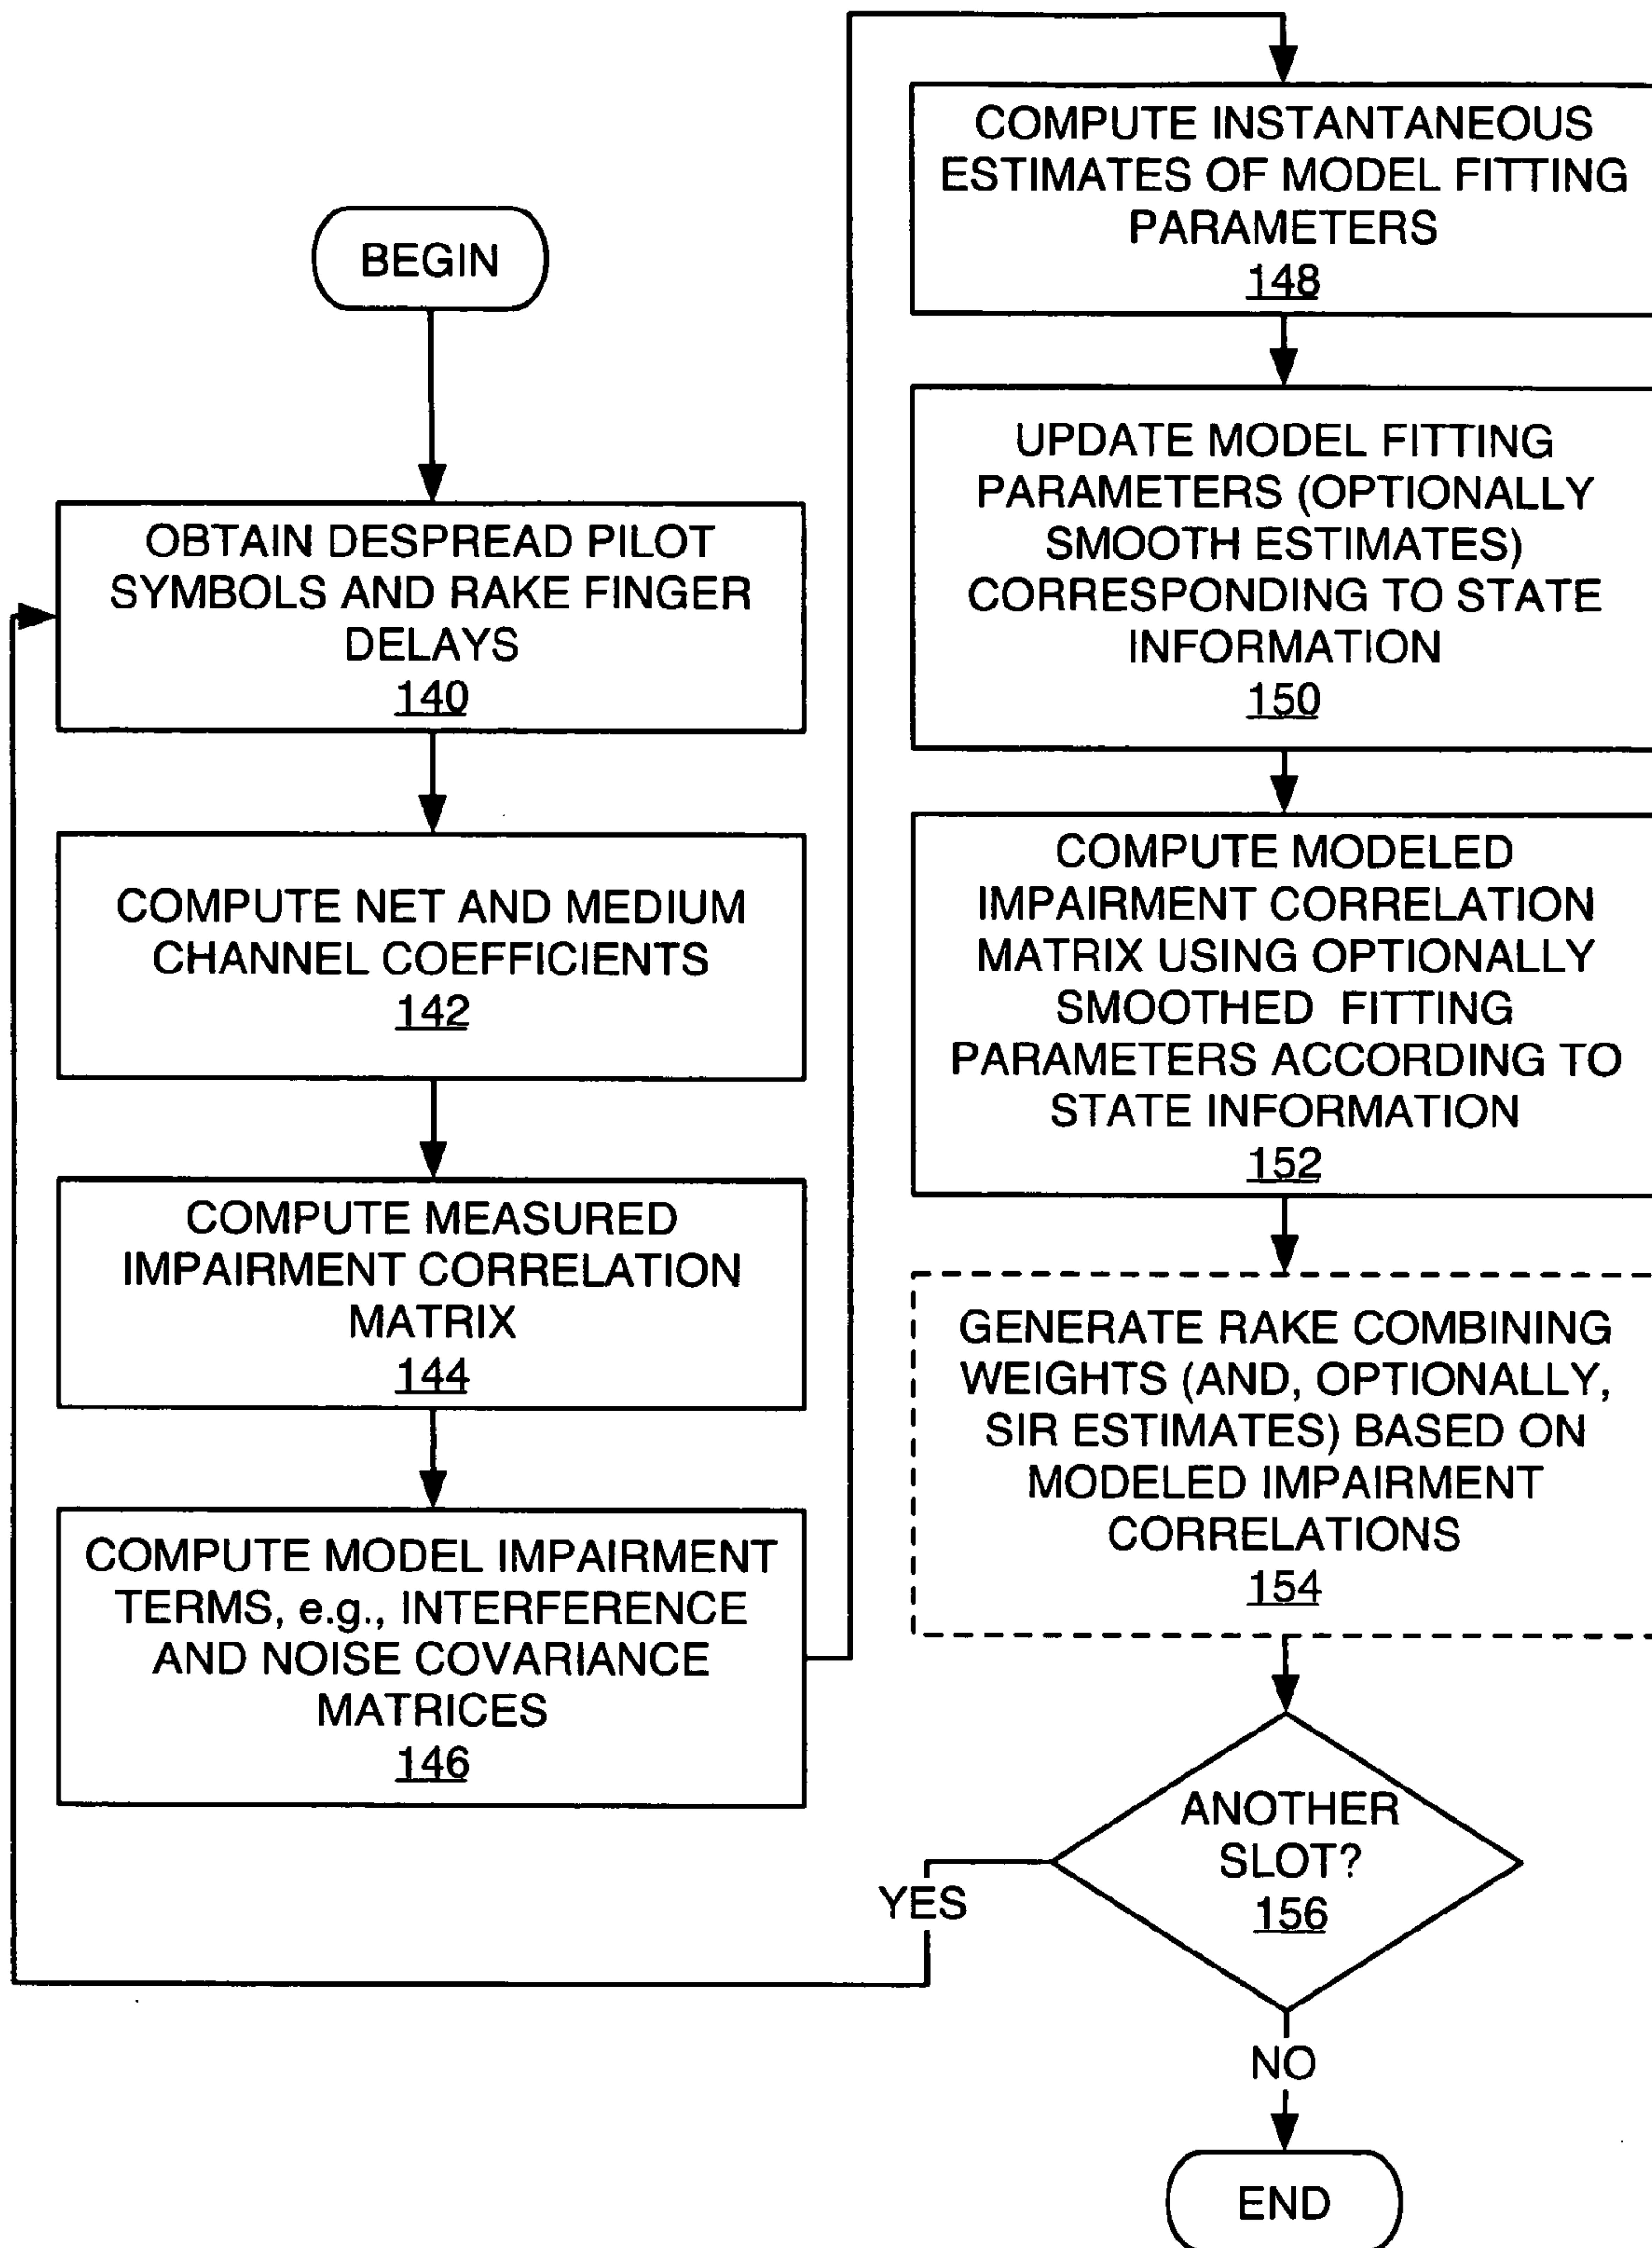 BEGIN
OBTAIN DESPREAD PILOT
SYMBOLS AND RAKE FINGER
DELAYS
140
COMPUTE NET AND MEDIUM
CHANNEL COEFFICIENTS
142
COMPUTE MEASURED
IMPAIRMENT CORRELATION
MATRIX
144
COMPUTE MODEL IMPAIRMENT
TERMS, e.g., INTERFERENCE
AND NOISE COVARIANCE
MATRICES
146
COMPUTE INSTANTANEOUS
ESTIMATES OF MODEL FITTING
PARAMETERS
148
UPDATE MODEL FITTING
PARAMETERS (OPTIONALLY
SMOOTH ESTIMATES)
CORRESPONDING TO STATE
INFORMATION
150
COMPUTE MODELED
IMPAIRMENT CORRELATION
MATRIX USING OPTIONALLY
SMOOTHED FITTING
PARAMETERS ACCORDING TO
STATE INFORMATION
152
GENERATE RAKE COMBINING
WEIGHTS (AND, OPTIONALLY,
SIR ESTIMATES) BASED ON
MODELED IMPAIRMENT
CORRELATIONS
154
ANOTHER
SLOT?
156
YES
NO
END